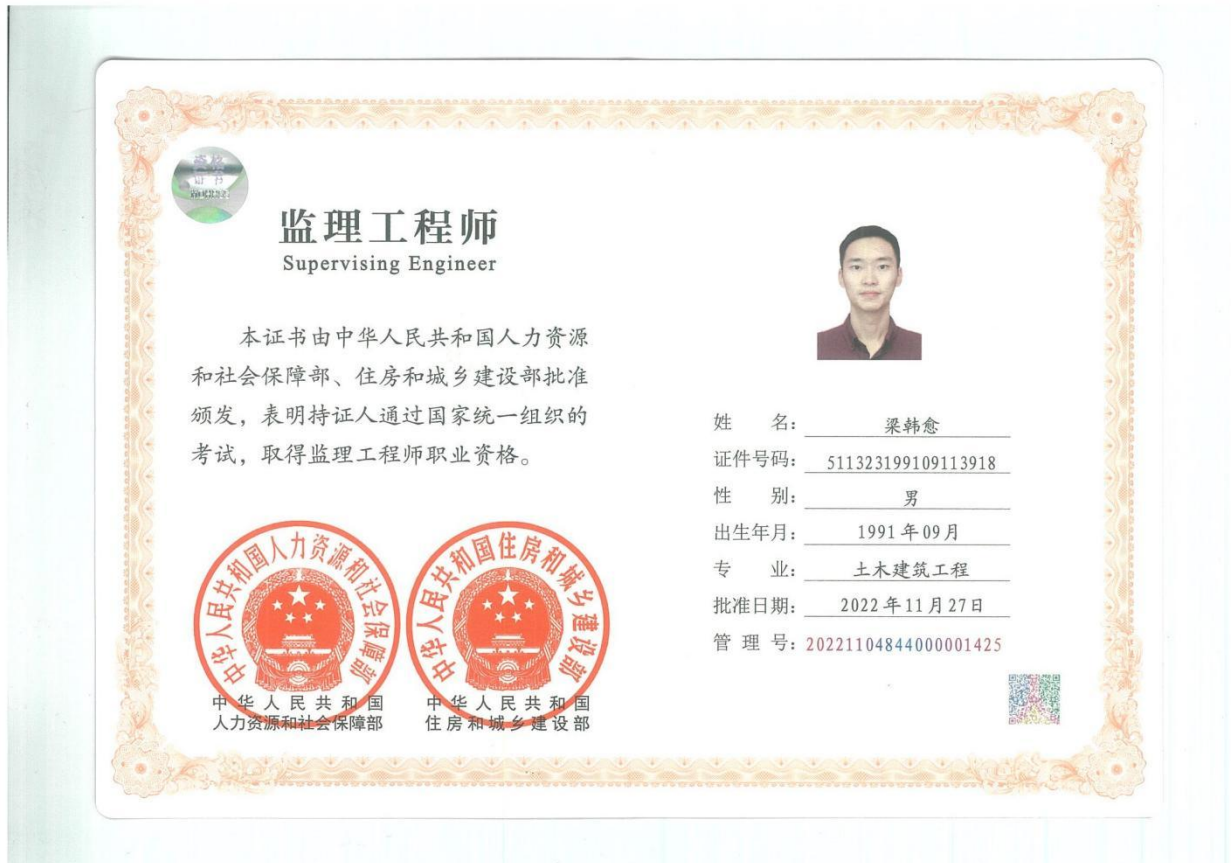 监理工程师
Supervising Engineer
本证书由中华人民共和国人力资源
和社会保障部、住房和城乡建设部批准
颁发，表明持证人通过国家统一组织的
考试，取得监理工程师职业资格。
中华人民共和国人力资源和社会保障部
中华人民共和国住房和城乡建设部
中华人民共和国
人力资源和社会保障部
中华人民共和国
住房和城乡建设部
姓 名：梁韩愈
证件号码：511323199109113918
性 别：男
出生年月：1991年09月
专 业：土木建筑工程
批准日期：2022年11月27日
管 理 号：20221104844000001425